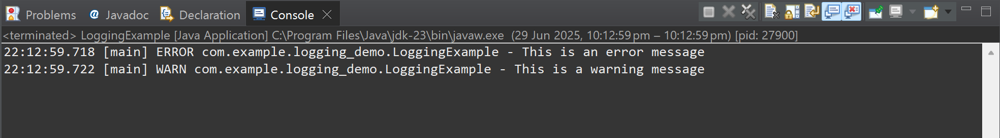 Problems @ Javadoc Declaration Console
<terminated> LoggingExample [Java Application] C:\Program Files\Java\jdk-23\bin\javaw.exe (29 Jun 2025, 10:12:59 pm – 10:12:59 pm) [pid: 27900]
22:12:59.718 [main] ERROR com.example.logging_demo.LoggingExample - This is an error message
22:12:59.722 [main] WARN com.example.logging_demo.LoggingExample - This is a warning message